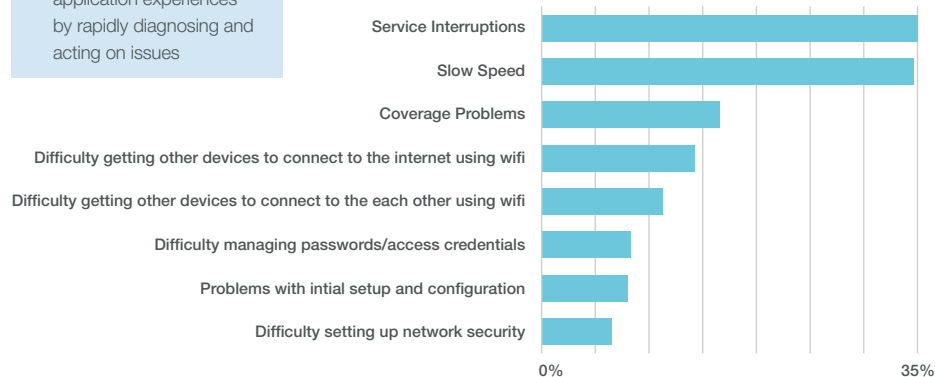 application experiences
by rapidly diagnosing and
acting on issues
Service Interruptions
Slow Speed
Coverage Problems
Difficulty getting other devices to connect to the internet using wifi
Difficulty getting other devices to connect to the each other using wifi
Difficulty managing passwords/access credentials
Problems with intial setup and configuration
Difficulty setting up network security
0%
35%